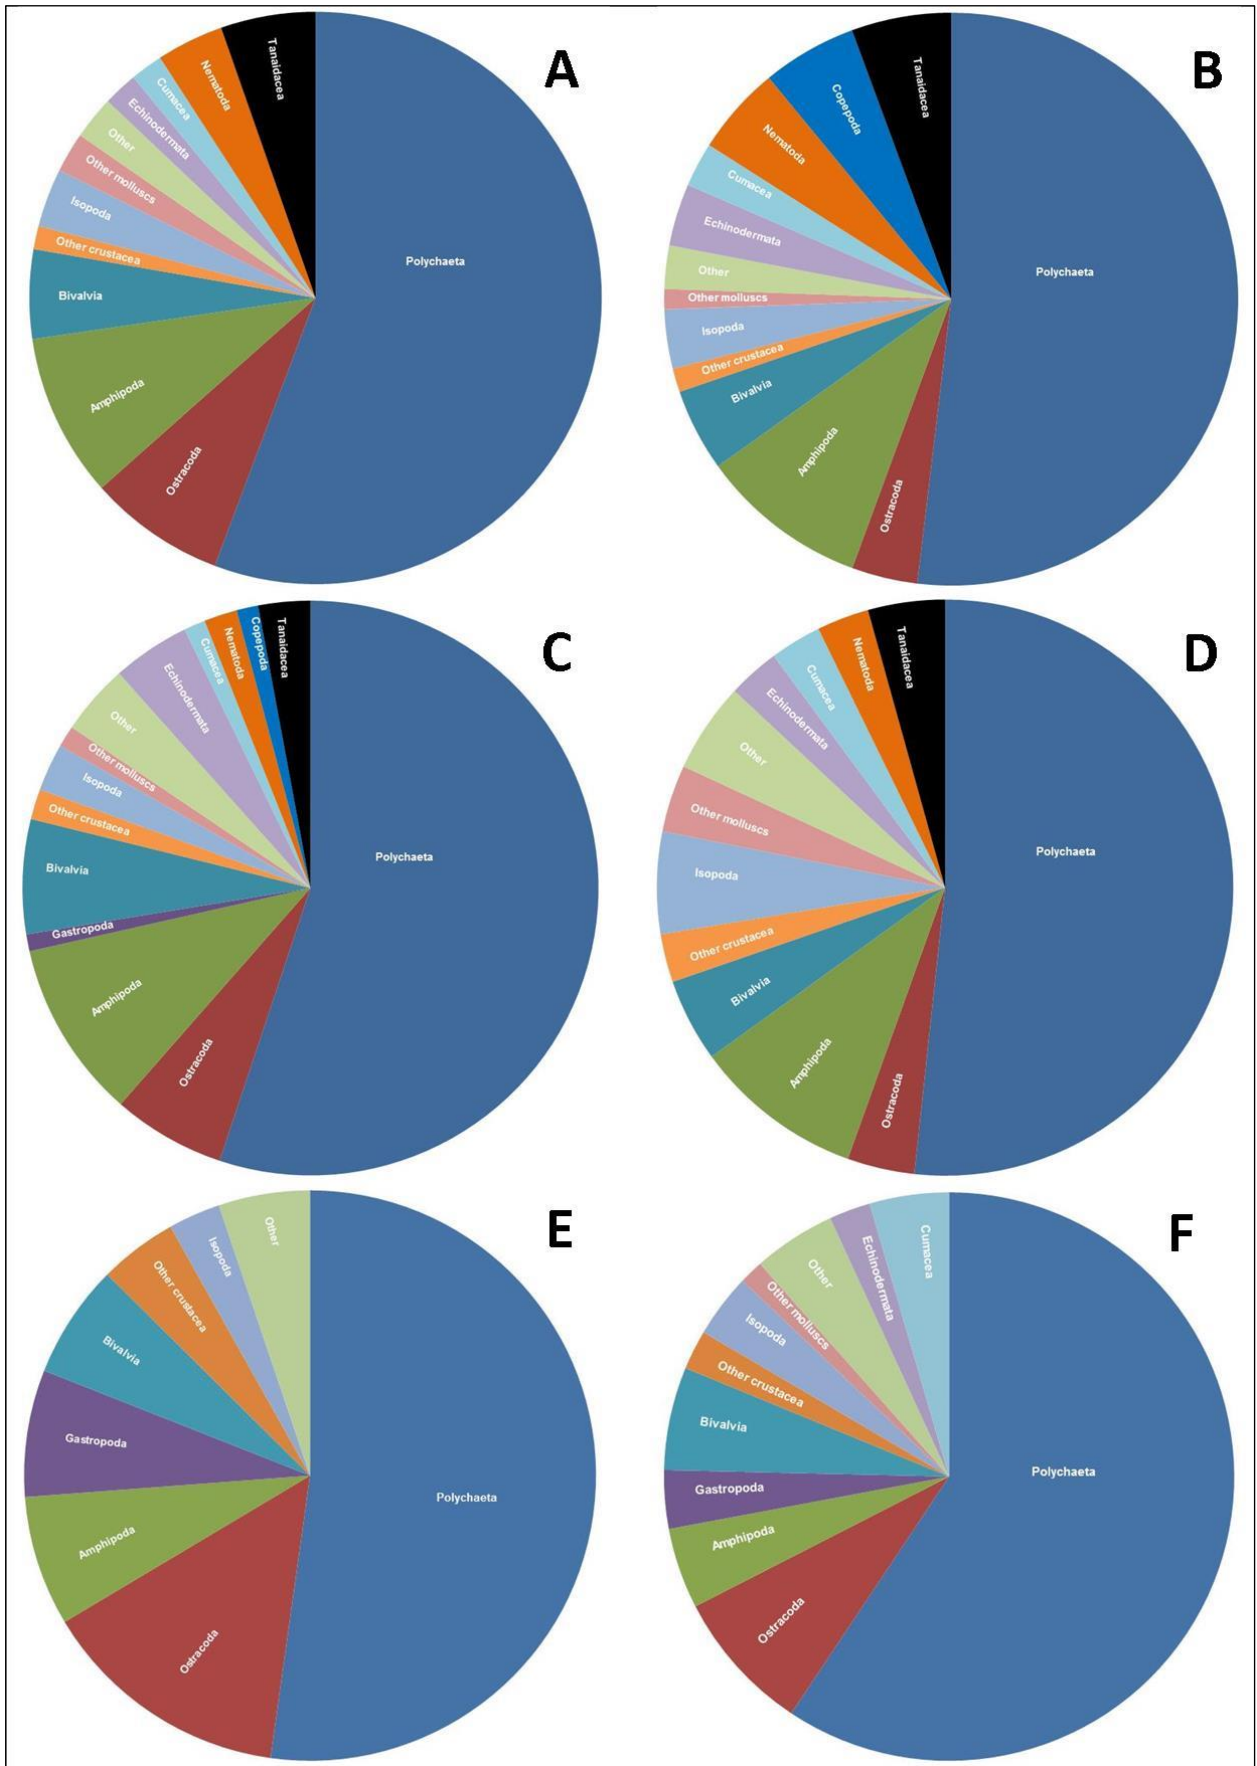 A
Polychaeta
Ostracoda
Amphipoda
Bivalvia
Other crustacea
Isopoda
Other molluscs
Other
Echinodermata
Cumacea
Nematoda
Tanaidacea
B
Polychaeta
Ostracoda
Amphipoda
Bivalvia
Other crustacea
Isopoda
Other molluscs
Other
Echinodermata
Cumacea
Nematoda
Copepoda
Tanaidacea
C
Polychaeta
Ostracoda
Amphipoda
Gastropoda
Bivalvia
Other crustacea
Isopoda
Other molluscs
Other
Echinodermata
Cumacea
Nematoda
Copepoda
Tanaidacea
D
Polychaeta
Ostracoda
Amphipoda
Bivalvia
Other crustacea
Isopoda
Other molluscs
Other
Echinodermata
Cumacea
Nematoda
Tanaidacea
E
Polychaeta
Ostracoda
Amphipoda
Gastropoda
Bivalvia
Other crustacea
Isopoda
Other
F
Polychaeta
Ostracoda
Amphipoda
Gastropoda
Bivalvia
Other crustacea
Isopoda
Other molluscs
Other
Echinodermata
Cumacea